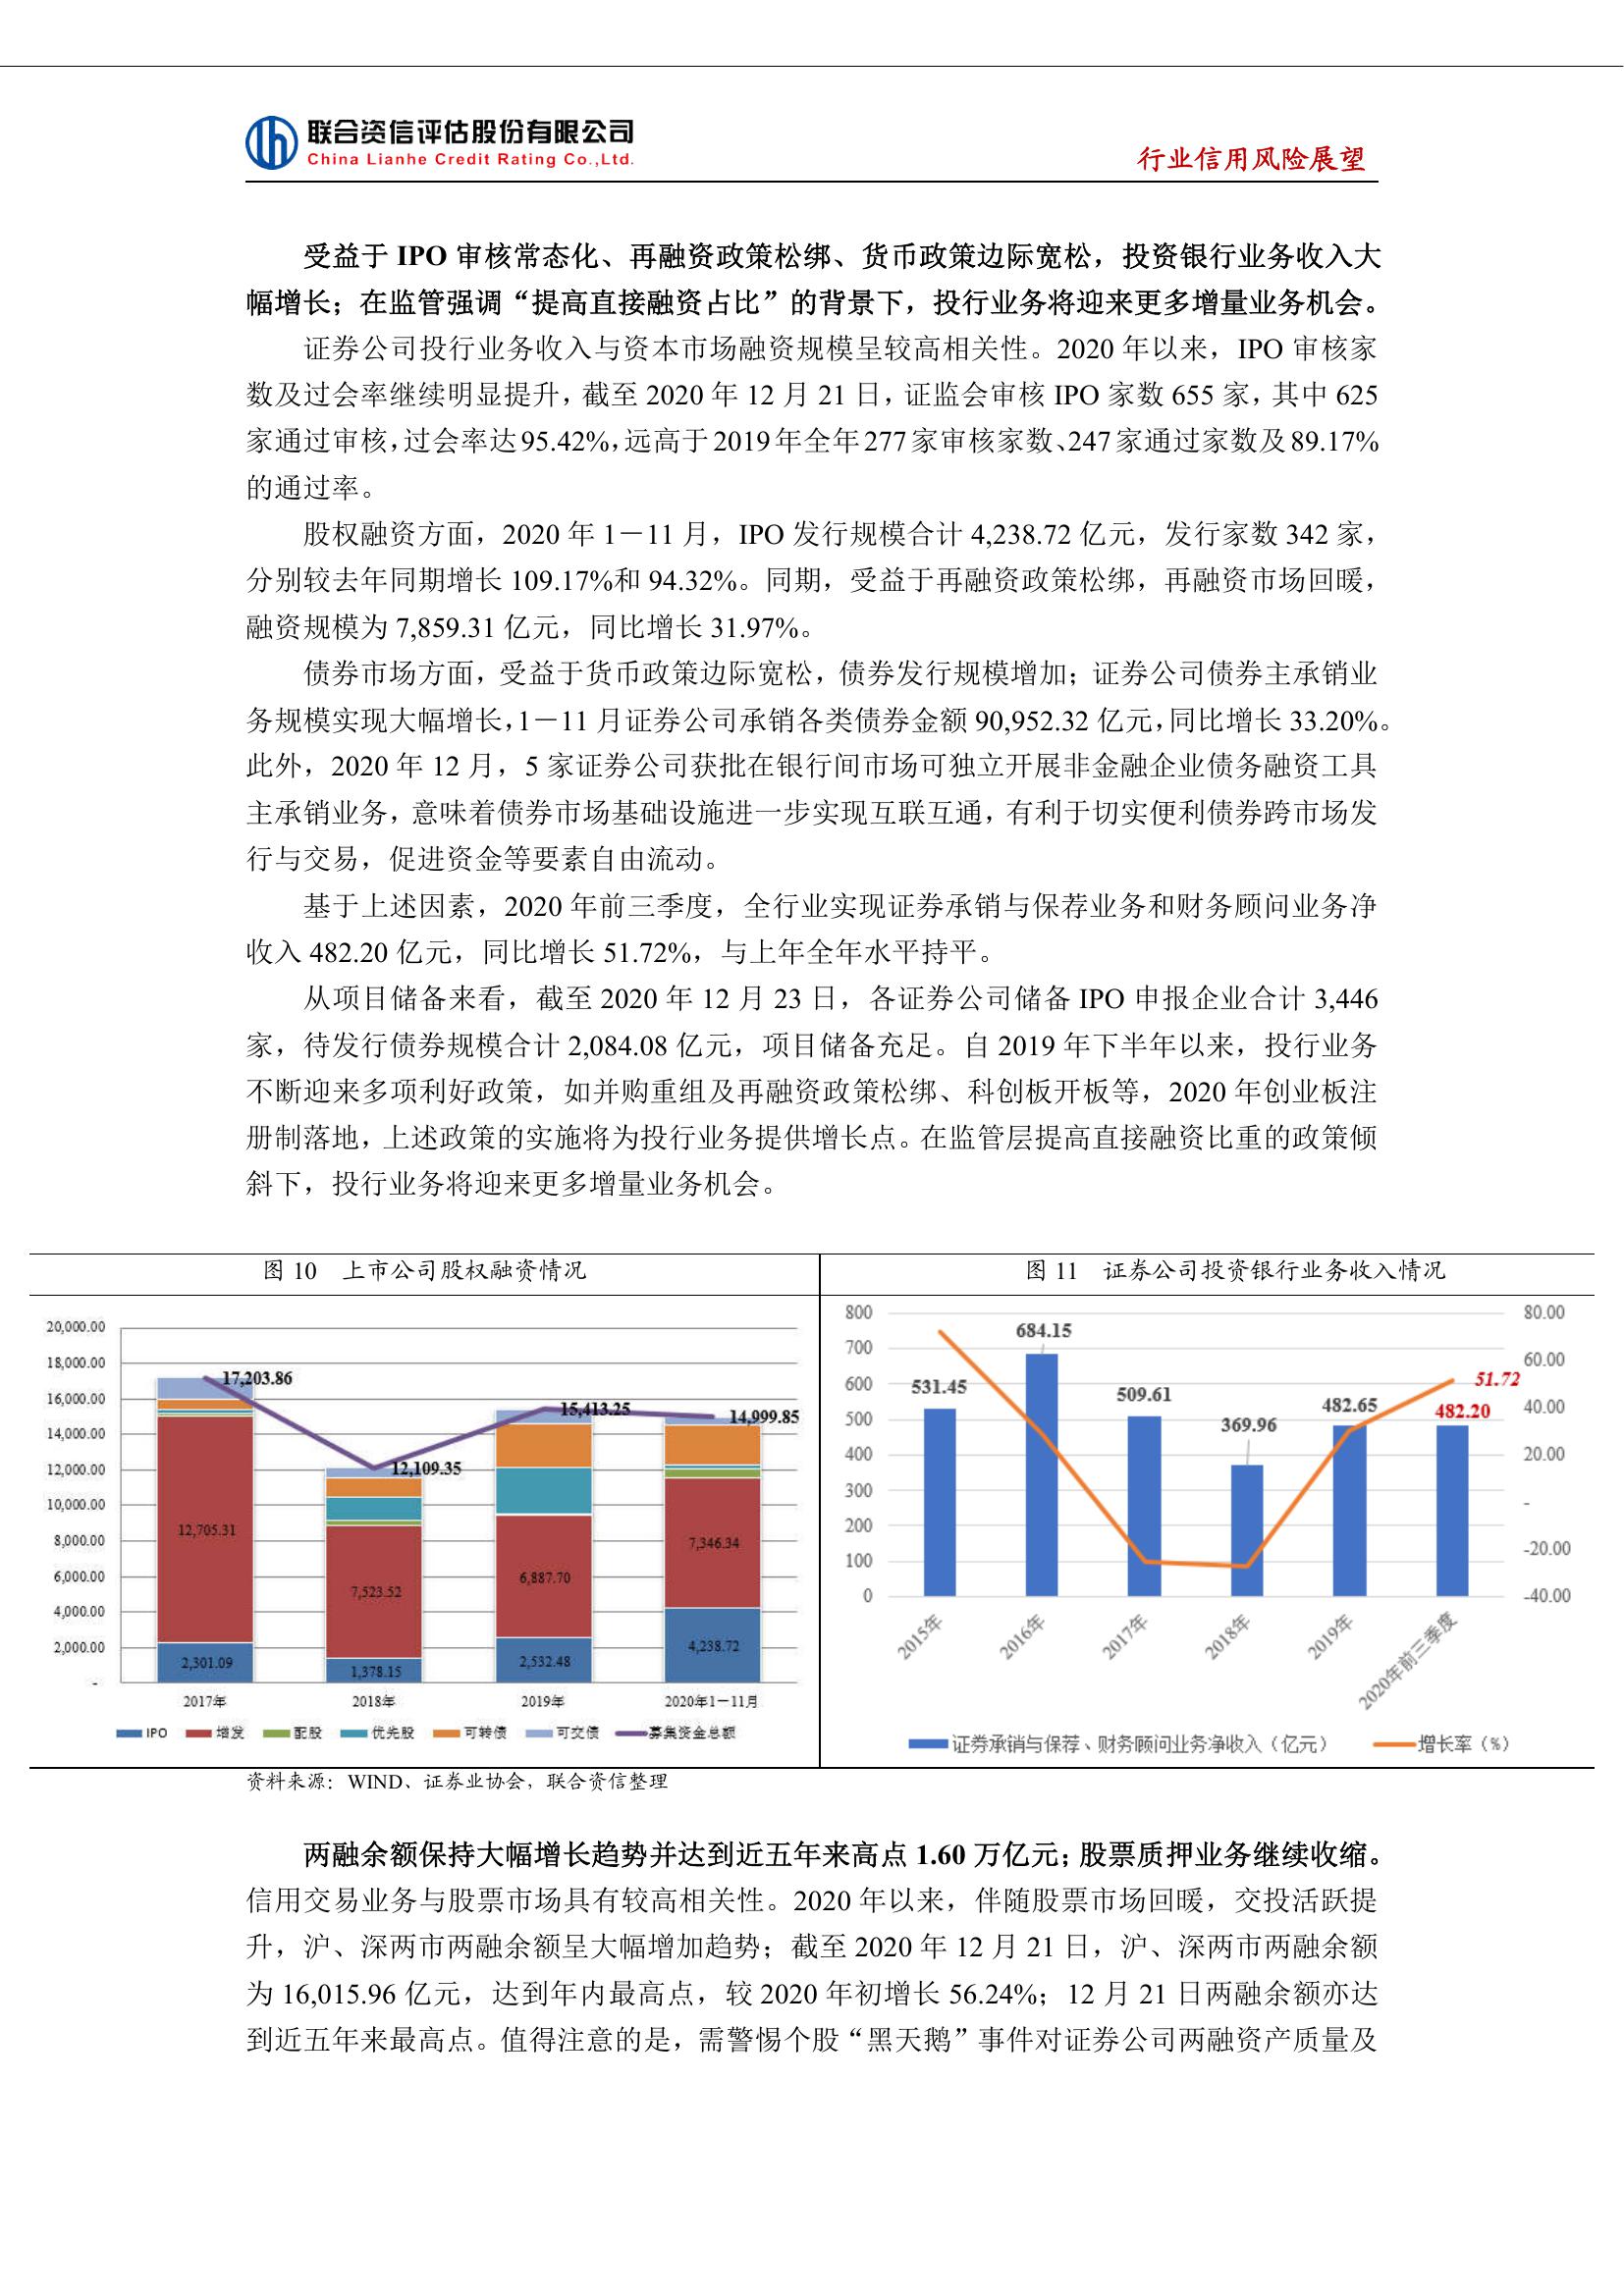 联合资信评估股份有限公司
China Lianhe Credit Rating Co.,Ltd.
行业信用风险展望
受益于 IPO 审核常态化、再融资政策松绑、货币政策边际宽松，投资银行业务收入大
幅增长；在监管强调“提高直接融资占比”的背景下，投行业务将迎来更多增量业务机会。
证券公司投行业务收入与资本市场融资规模呈较高相关性。2020 年以来，IPO 审核家
数及过会率继续明显提升，截至 2020 年 12 月 21 日，证监会审核 IPO 家数 655 家，其中 625
家通过审核，过会率达 95.42%，远高于 2019 年全年 277 家审核家数、247 家通过家数及 89.17%
的通过率。
股权融资方面，2020 年 1－11 月，IPO 发行规模合计 4,238.72 亿元，发行家数 342 家，
分别较去年同期增长 109.17%和 94.32%。同期，受益于再融资政策松绑，再融资市场回暖，
融资规模为 7,859.31 亿元，同比增长 31.97%。
债券市场方面，受益于货币政策边际宽松，债券发行规模增加；证券公司债券主承销业
务规模实现大幅增长，1－11 月证券公司承销各类债券金额 90,952.32 亿元，同比增长 33.20%。
此外，2020 年 12 月，5 家证券公司获批在银行间市场可独立开展非金融企业债务融资工具
主承销业务，意味着债券市场基础设施进一步实现互联互通，有利于切实便利债券跨市场发
行与交易，促进资金等要素自由流动。
基于上述因素，2020 年前三季度，全行业实现证券承销与保荐业务和财务顾问业务净
收入 482.20 亿元，同比增长 51.72%，与上年全年水平持平。
从项目储备来看，截至 2020 年 12 月 23 日，各证券公司储备 IPO 申报企业合计 3,446
家，待发行债券规模合计 2,084.08 亿元，项目储备充足。自 2019 年下半年以来，投行业务
不断迎来多项利好政策，如并购重组及再融资政策松绑、科创板开板等，2020 年创业板注
册制落地，上述政策的实施将为投行业务提供增长点。在监管层提高直接融资比重的政策倾
斜下，投行业务将迎来更多增量业务机会。
图 10 上市公司股权融资情况
20,000.00
18,000.00
16,000.00
14,000.00
12,000.00
10,000.00
8,000.00
6,000.00
4,000.00
2,000.00
-
17,203.86
12,109.35
15,413.25
14,999.85
12,705.31
7,523.52
6,887.70
7,346.34
2,301.09
1,378.15
2,532.48
4,238.72
2017年
2018年
2019年
2020年1－11月
IPO 增发 配股 优先股 可转债 可交债 募集资金总额
图 11 证券公司投资银行业务收入情况
800
700
600
500
400
300
200
100
0
80.00
60.00
40.00
20.00
-
-20.00
-40.00
531.45
684.15
509.61
369.96
482.65
51.72
482.20
2015年
2016年
2017年
2018年
2019年
2020年前三季度
证券承销与保荐、财务顾问业务净收入（亿元） 增长率（%）
资料来源：WIND、证券业协会，联合资信整理
两融余额保持大幅增长趋势并达到近五年来高点 1.60 万亿元；股票质押业务继续收缩。
信用交易业务与股票市场具有较高相关性。2020 年以来，伴随股票市场回暖，交投活跃提
升，沪、深两市两融余额呈大幅增加趋势；截至 2020 年 12 月 21 日，沪、深两市两融余额
为 16,015.96 亿元，达到年内最高点，较 2020 年初增长 56.24%；12 月 21 日两融余额亦达
到近五年来最高点。值得注意的是，需警惕个股“黑天鹅”事件对证券公司两融资产质量及